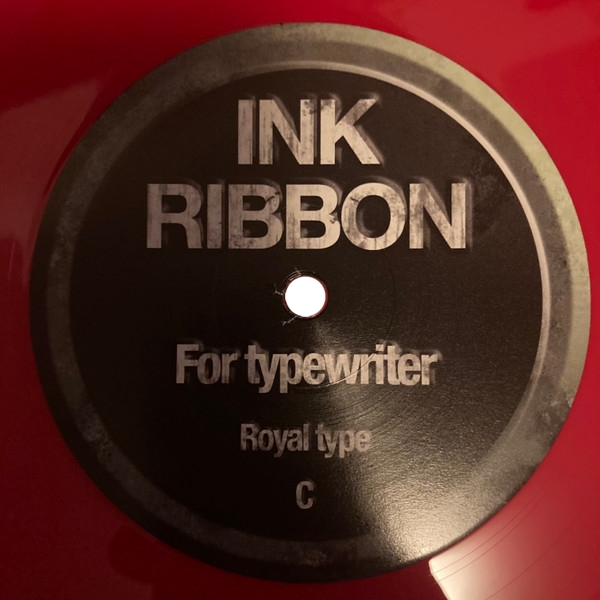 INK
RIBBON
For typewriter
Royal type
C